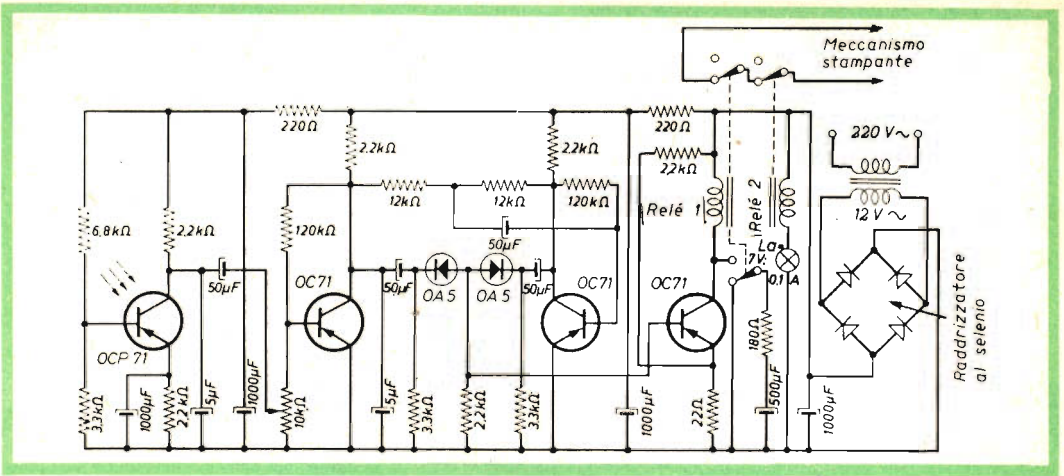 Meccanismo
stampante
220Ω
220Ω
220 V~
2.2kΩ
2.2kΩ
2,2kΩ
12kΩ
12kΩ
120kΩ
Relé 1
Relé 2
12V~
6,8kΩ
2,2kΩ
120kΩ
50µF
La
7V.
0,1 A
50µF
OC71
50µF
OA 5
OA 5
50µF
OC71
OC71
Raddrizzatore
al selenio
OCP 71
180Ω
3,3kΩ
1000µF
2,2kΩ
5µF
1000µF
10kΩ
5µF
3.3kΩ
2,2kΩ
3.3kΩ
1000µF
22Ω
500µF
1000µF